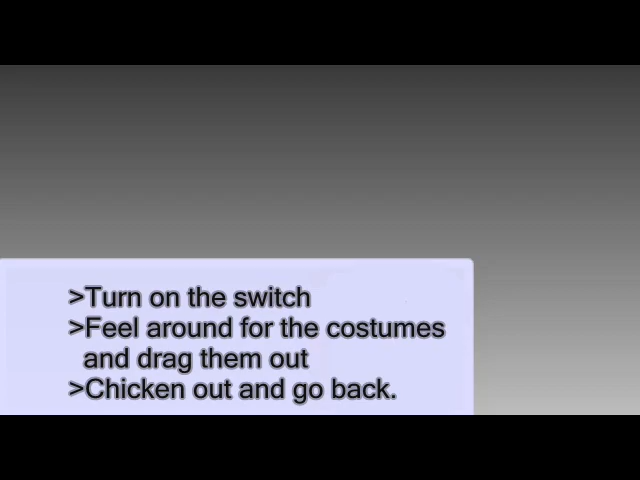 >Turn on the switch
>Feel around for the costumes
and drag them out
>Chicken out and go back.